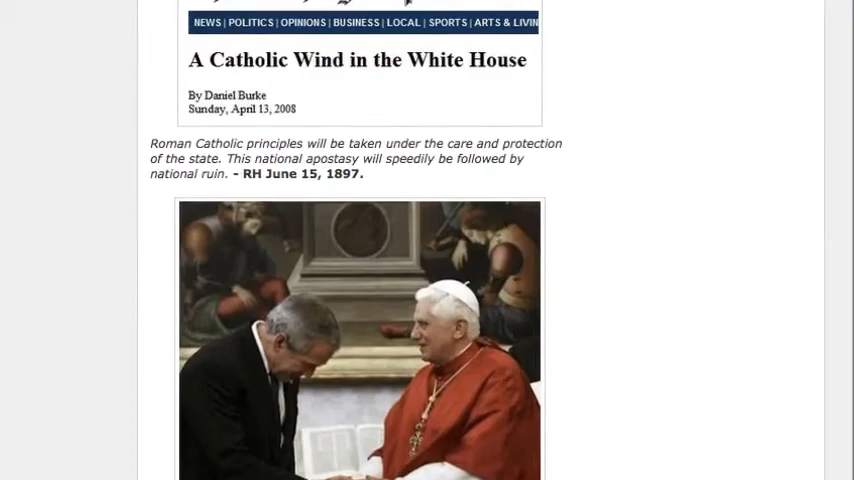 NEWS | POLITICS | OPINIONS | BUSINESS | LOCAL | SPORTS | ARTS & LIVIN
A Catholic Wind in the White House
By Daniel Burke
Sunday, April 13, 2008
Roman Catholic principles will be taken under the care and protection
of the state. This national apostasy will speedily be followed by
national ruin. - RH June 15, 1897.